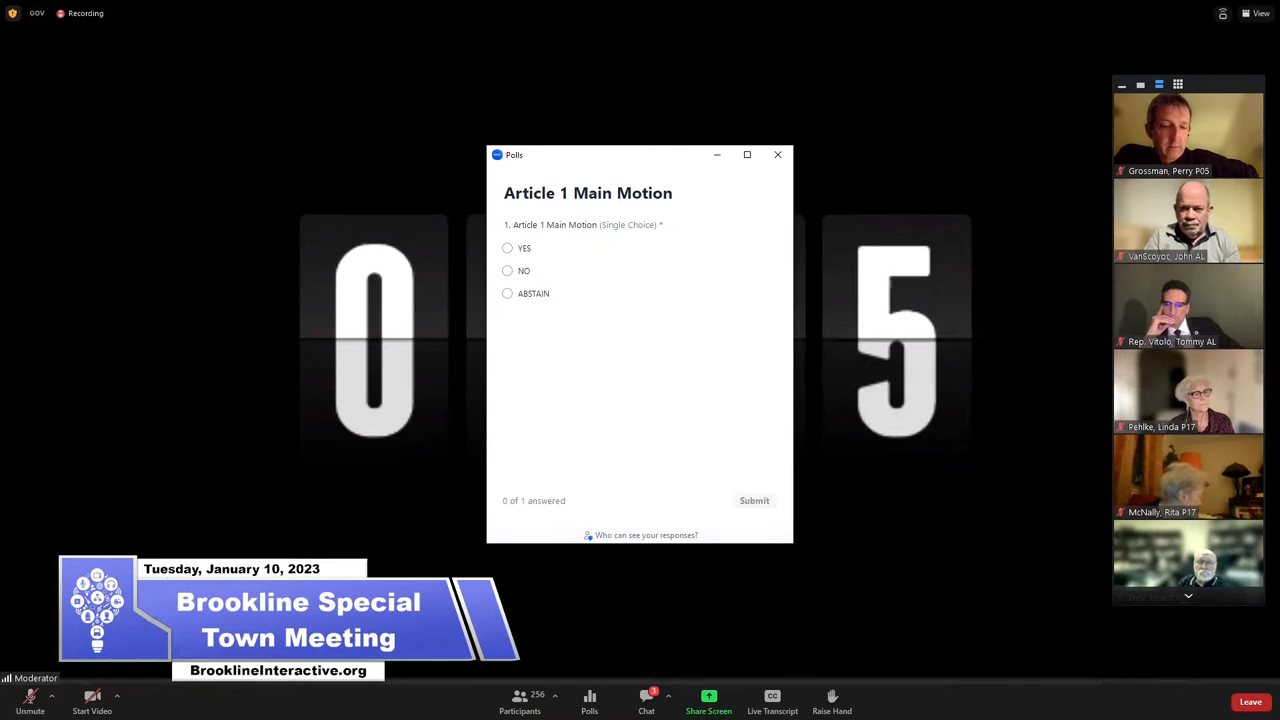 GOV
Recording
View
Polls
Article 1 Main Motion
1. Article 1 Main Motion (Single Choice) *
YES
NO
ABSTAIN
0 of 1 answered
Submit
Who can see your responses?
0
5
Grossman, Perry P05
VanScoyoc, John AL
Rep. Vitolo, Tommy AL
Pehlke, Linda P17
McNally, Rita P17
Tuesday, January 10, 2023
Brookline Special
Town Meeting
BrooklineInteractive.org
Moderator
Unmute
Start Video
256
Participants
Polls
3
Chat
Share Screen
CC
Live Transcript
Raise Hand
Leave